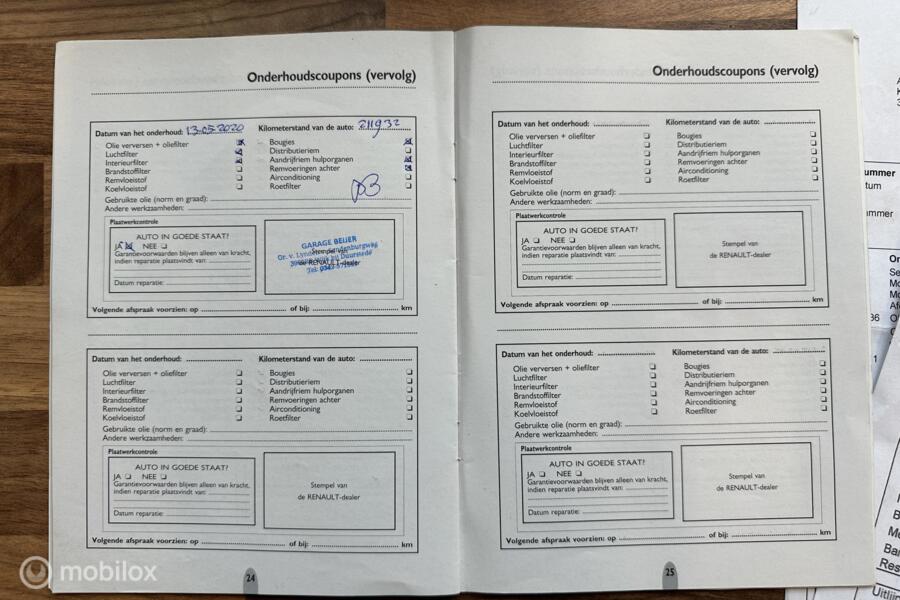 Onderhoudscoupons (vervolg)
Datum van het onderhoud: 13-05-2020 Kilometerstand van de auto: 211932
Olie verversen + oliefilter Bougies
Luchtfilter Distributieriem
Interieurfilter Aandrijfriem hulporganen
Brandstoffilter Remvoeringen achter
Remvloeistof Airconditioning
Koelvloeistof Roetfilter
Gebruikte olie (norm en graad):
Andere werkzaamheden:
Plaatwerkcontrole
AUTO IN GOEDE STAAT?
JA NEE
Garantievoorwaarden blijven alleen van kracht,
indien reparatie plaatsvindt van:
Datum reparatie:
GARAGE BEIJER
Stempel van
de RENAULT-dealer
Volgende afspraak voorzien: op of bij: km
Datum van het onderhoud: Kilometerstand van de auto:
Olie verversen + oliefilter Bougies
Luchtfilter Distributieriem
Interieurfilter Aandrijfriem hulporganen
Brandstoffilter Remvoeringen achter
Remvloeistof Airconditioning
Koelvloeistof Roetfilter
Gebruikte olie (norm en graad):
Andere werkzaamheden:
Plaatwerkcontrole
AUTO IN GOEDE STAAT?
JA NEE
Garantievoorwaarden blijven alleen van kracht,
indien reparatie plaatsvindt van:
Datum reparatie:
Stempel van
de RENAULT-dealer
Volgende afspraak voorzien: op of bij: km
24
Onderhoudscoupons (vervolg)
Datum van het onderhoud: Kilometerstand van de auto:
Olie verversen + oliefilter Bougies
Luchtfilter Distributieriem
Interieurfilter Aandrijfriem hulporganen
Brandstoffilter Remvoeringen achter
Remvloeistof Airconditioning
Koelvloeistof Roetfilter
Gebruikte olie (norm en graad):
Andere werkzaamheden:
Plaatwerkcontrole
AUTO IN GOEDE STAAT?
JA NEE
Garantievoorwaarden blijven alleen van kracht,
indien reparatie plaatsvindt van:
Datum reparatie:
Stempel van
de RENAULT-dealer
Volgende afspraak voorzien: op of bij: km
Datum van het onderhoud: Kilometerstand van de auto:
Olie verversen + oliefilter Bougies
Luchtfilter Distributieriem
Interieurfilter Aandrijfriem hulporganen
Brandstoffilter Remvoeringen achter
Remvloeistof Airconditioning
Koelvloeistof Roetfilter
Gebruikte olie (norm en graad):
Andere werkzaamheden:
Plaatwerkcontrole
AUTO IN GOEDE STAAT?
JA NEE
Garantievoorwaarden blijven alleen van kracht,
indien reparatie plaatsvindt van:
Datum reparatie:
Stempel van
de RENAULT-dealer
Volgende afspraak voorzien: op of bij: km
25
mobilox